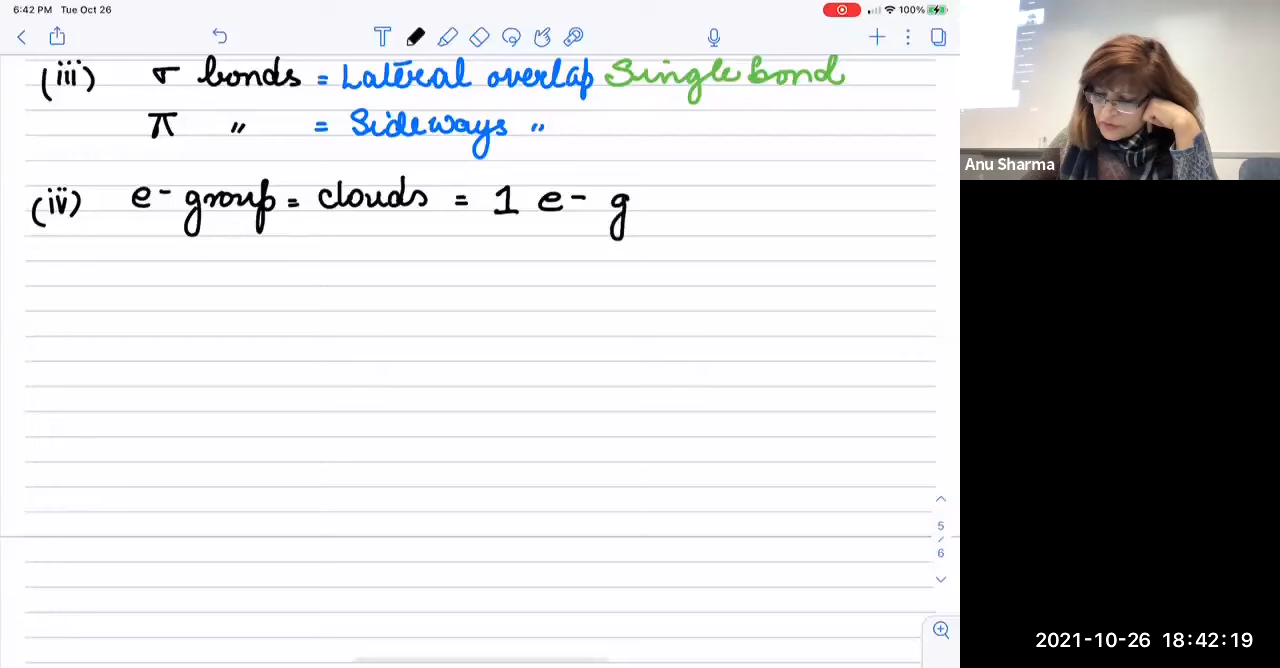 6:42 PM Tue Oct 26
100%
(iii) σ bonds = Lateral overlap Single bond
π " = Sideways "
(iv) e- group = clouds = 1 e- g
Anu Sharma
5
/
6
2021-10-26 18:42:19